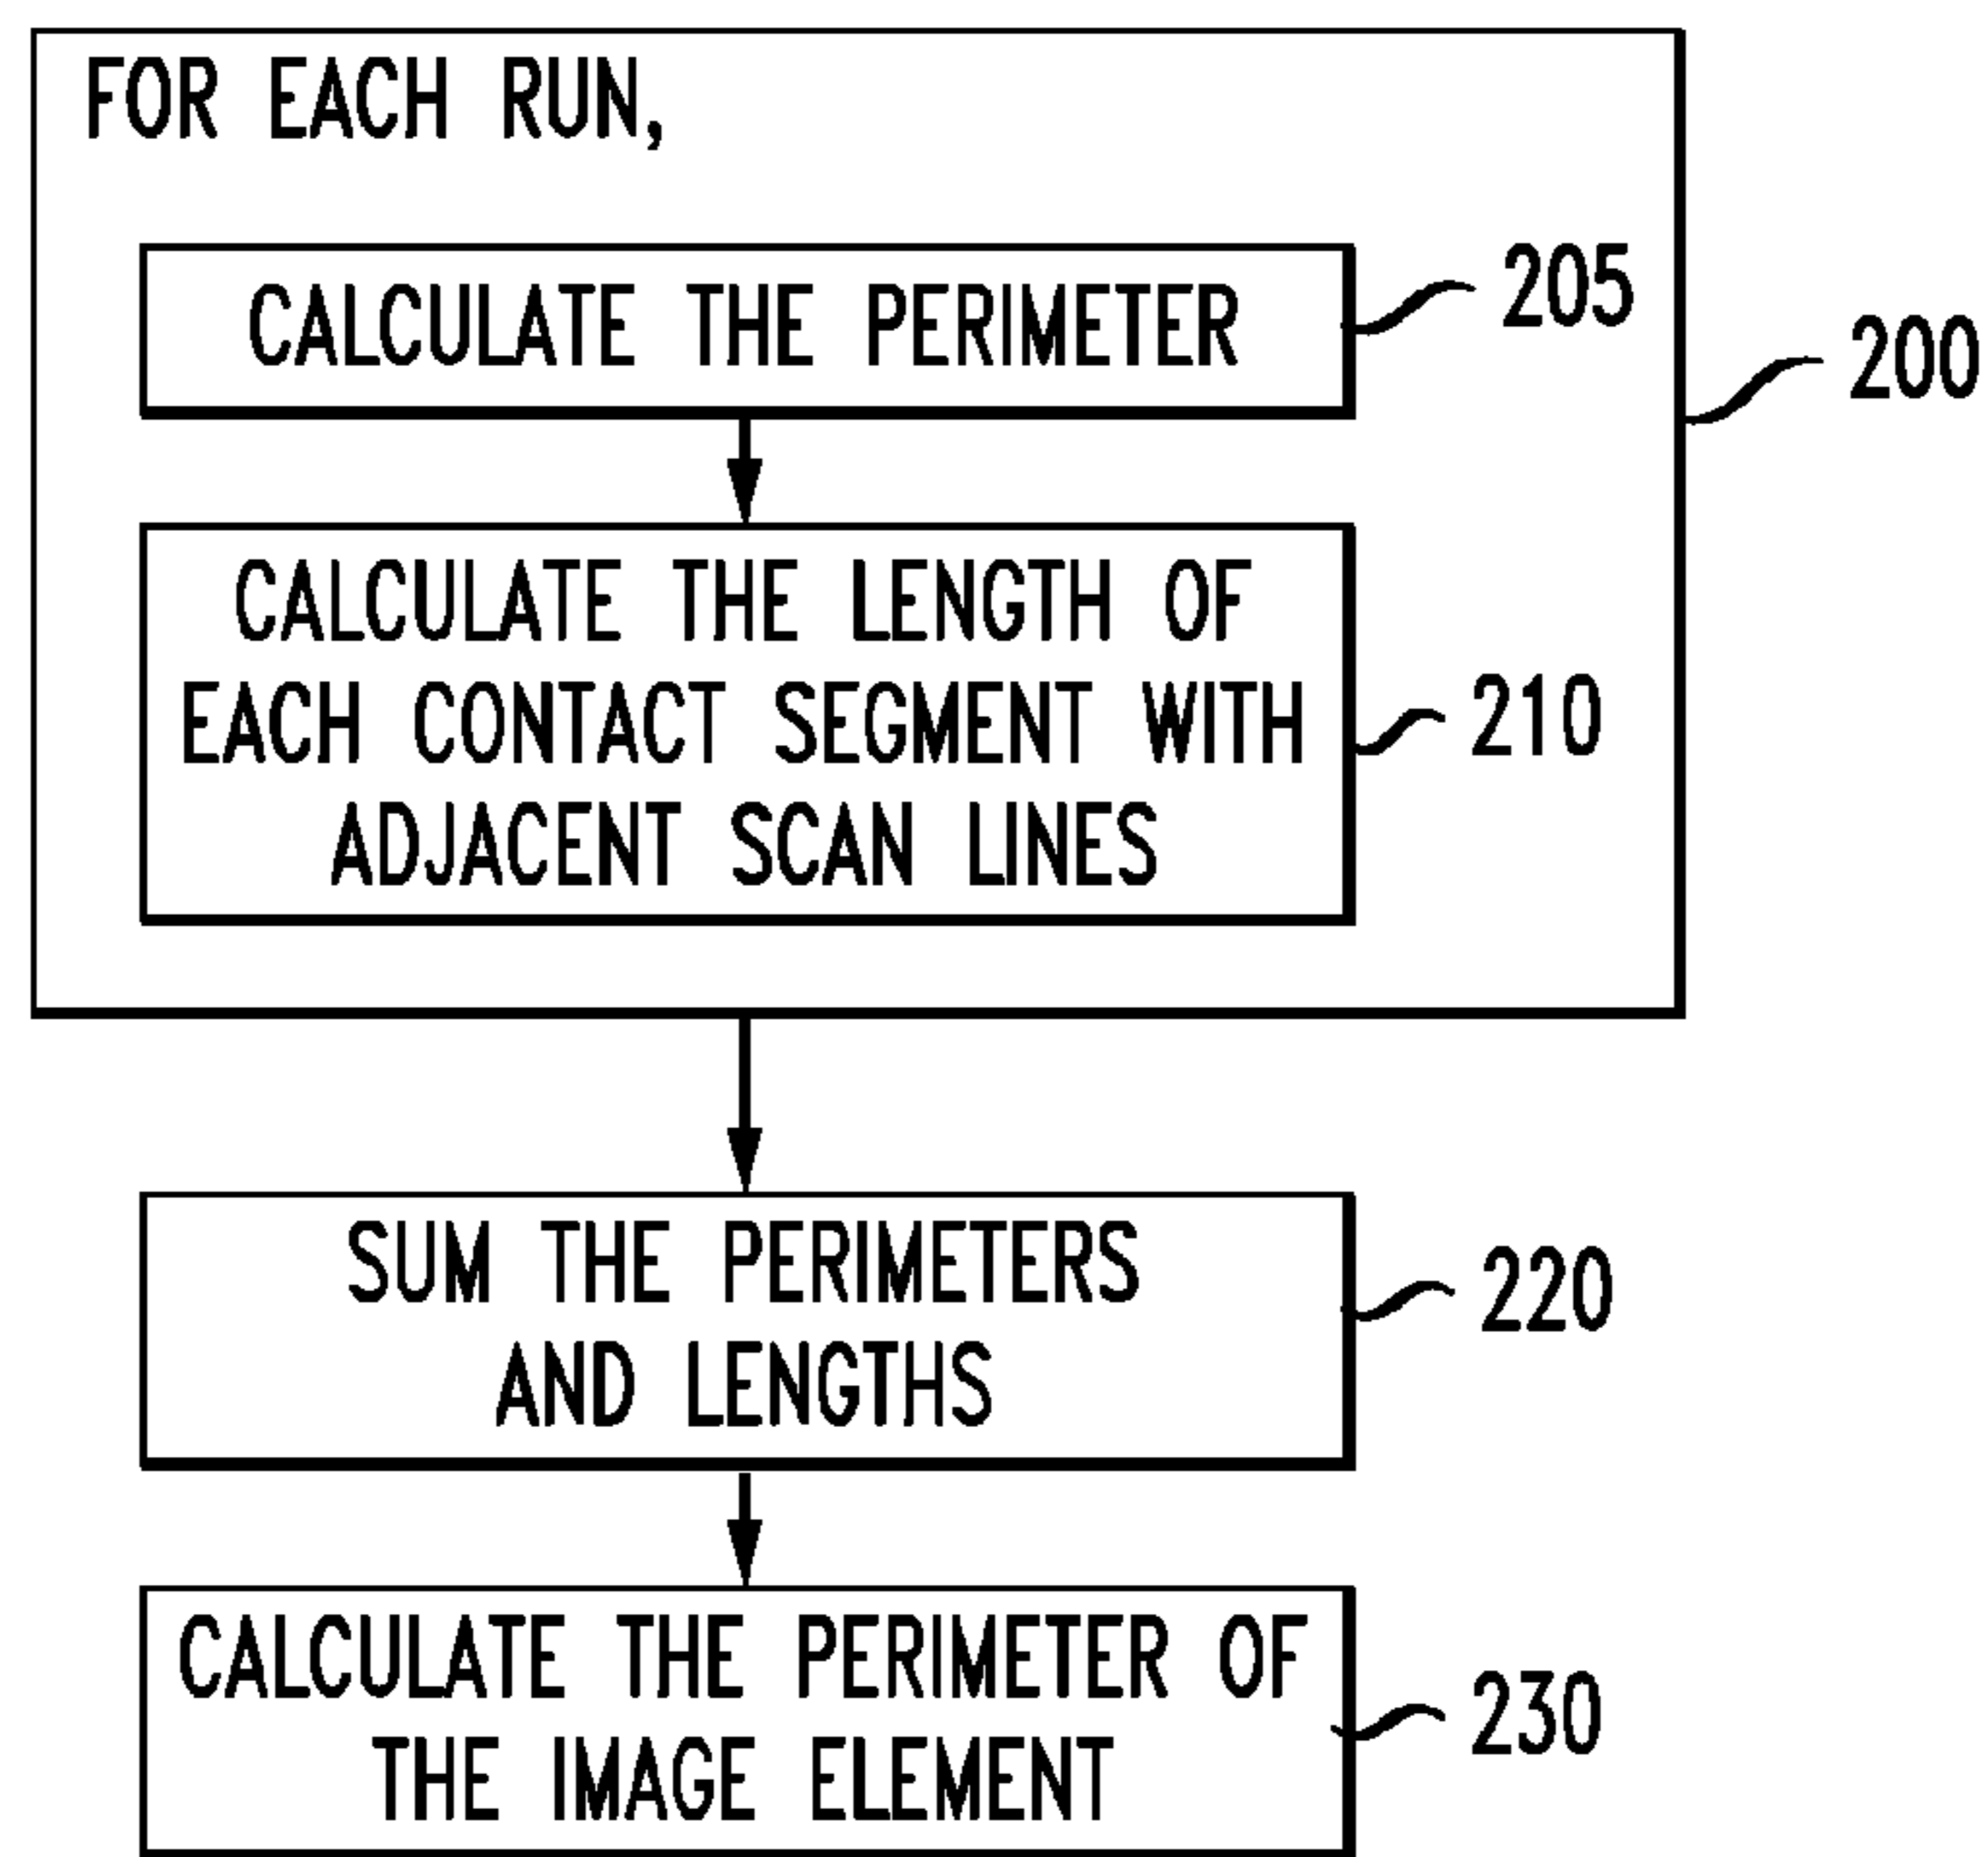 FOR EACH RUN,
CALCULATE THE PERIMETER
205
200
CALCULATE THE LENGTH OF
EACH CONTACT SEGMENT WITH
210
ADJACENT SCAN LINES
SUM THE PERIMETERS
220
AND LENGTHS
CALCULATE THE PERIMETER OF
230
THE IMAGE ELEMENT